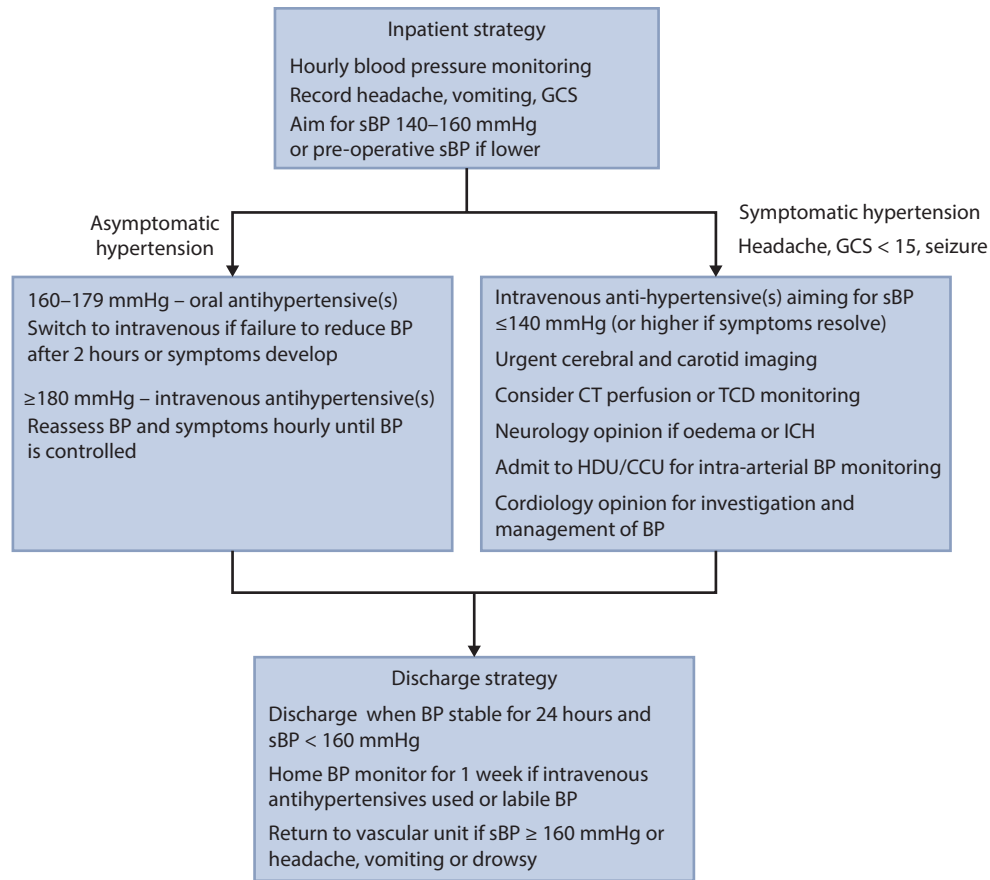 Inpatient strategy
Hourly blood pressure monitoring
Record headache, vomiting, GCS
Aim for sBP 140–160 mmHg
or pre-operative sBP if lower
Asymptomatic
hypertension
Symptomatic hypertension
Headache, GCS < 15, seizure
160–179 mmHg – oral antihypertensive(s)
Switch to intravenous if failure to reduce BP
after 2 hours or symptoms develop
≥180 mmHg – intravenous antihypertensive(s)
Reassess BP and symptoms hourly until BP
is controlled
Intravenous anti-hypertensive(s) aiming for sBP
≤140 mmHg (or higher if symptoms resolve)
Urgent cerebral and carotid imaging
Consider CT perfusion or TCD monitoring
Neurology opinion if oedema or ICH
Admit to HDU/CCU for intra-arterial BP monitoring
Cardiology opinion for investigation and
management of BP
Discharge strategy
Discharge when BP stable for 24 hours and
sBP < 160 mmHg
Home BP monitor for 1 week if intravenous
antihypertensives used or labile BP
Return to vascular unit if sBP ≥ 160 mmHg or
headache, vomiting or drowsy